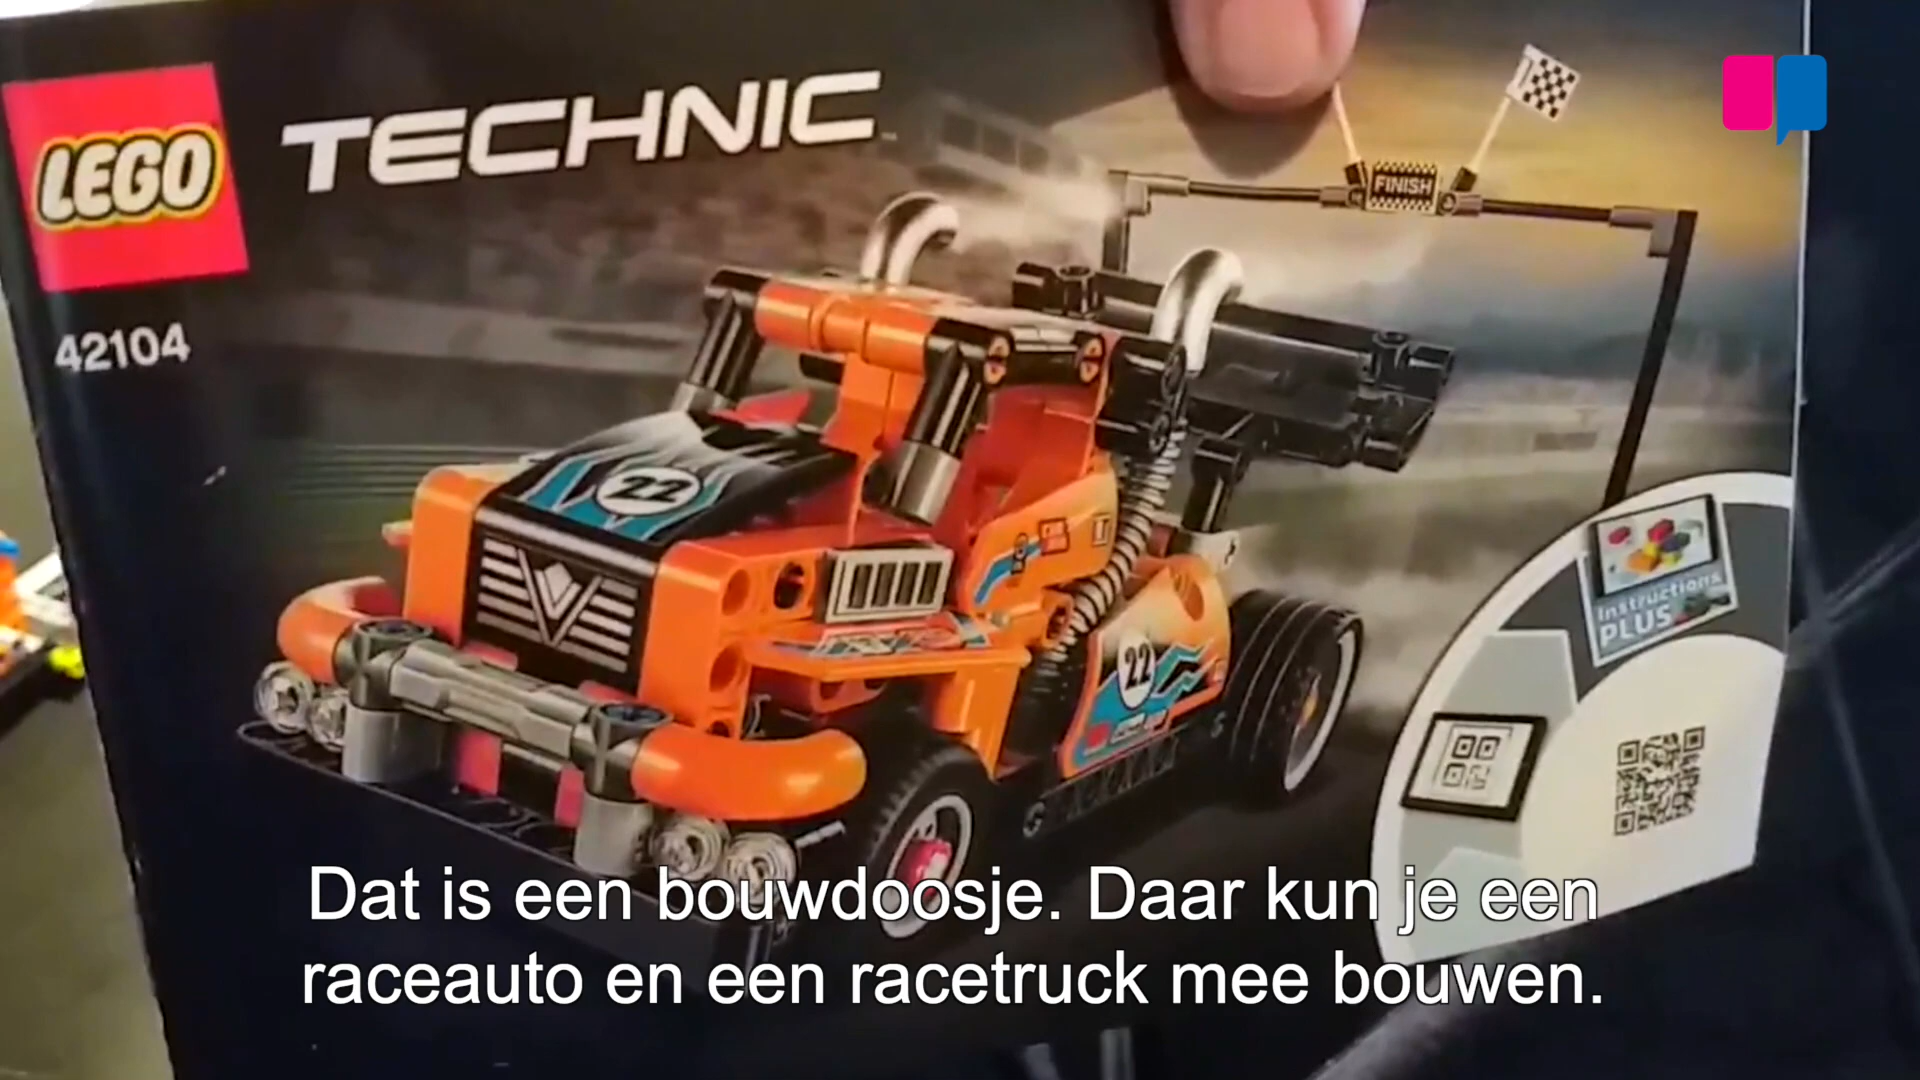 LEGO
TECHNIC
42104
FINISH
22
22
Instructions
PLUS
Dat is een bouwdoosje. Daar kun je een
raceauto en een racetruck mee bouwen.